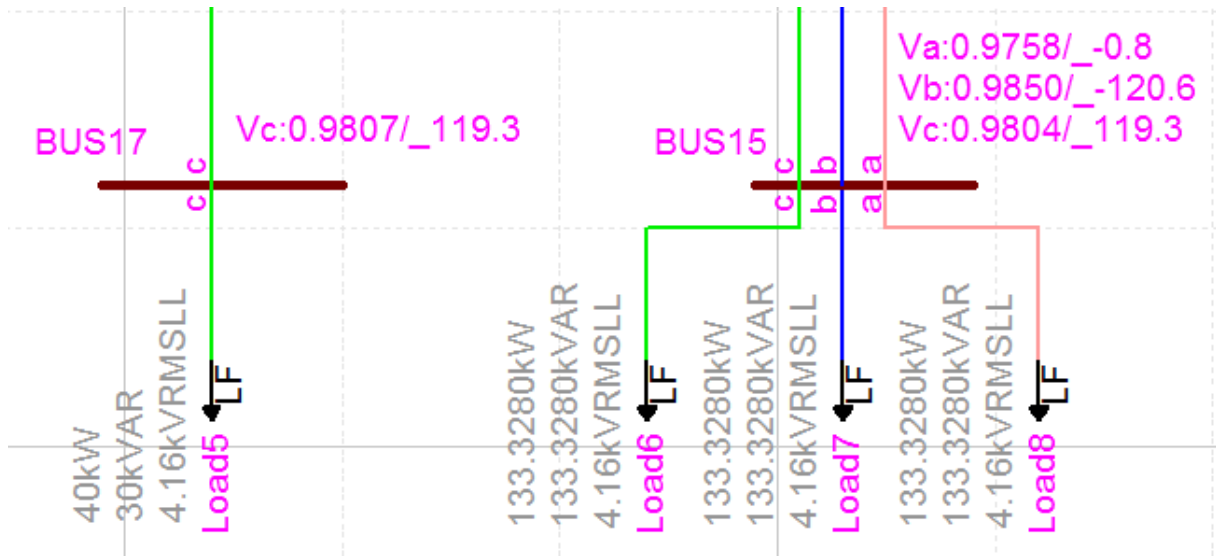 BUS17
Vc:0.9807/_119.3
c
c
40kW
30kVAR
4.16kVRMSLL
LF
Load5
Va:0.9758/_-0.8
Vb:0.9850/_-120.6
Vc:0.9804/_119.3
BUS15
c b a
c b a
133.3280kW
133.3280kVAR
4.16kVRMSLL
LF
Load6
133.3280kW
133.3280kVAR
4.16kVRMSLL
LF
Load7
133.3280kW
133.3280kVAR
4.16kVRMSLL
LF
Load8